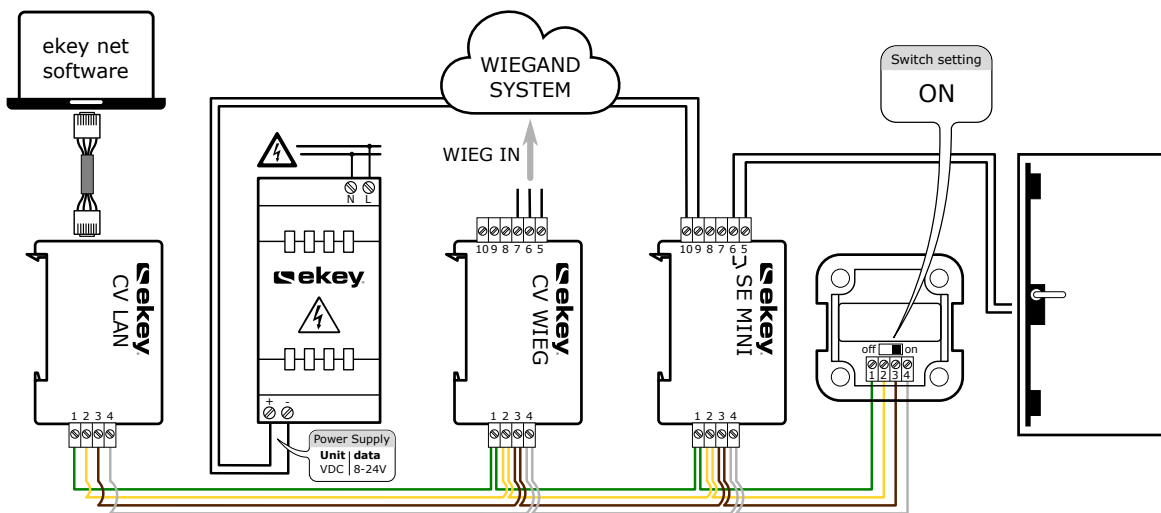 ekey net
software
WIEGAND
SYSTEM
Switch setting
ON
WIEG IN
N L
10 9 8 7 6 5
10 9 8 7 6 5
ekey
CV LAN
ekey
ekey
CV WIEG
ekey
SE MINI
off on
1 2 3 4
+ -
1 2 3 4
1 2 3 4
1 2 3 4
Power Supply
Unit | data
VDC | 8-24V